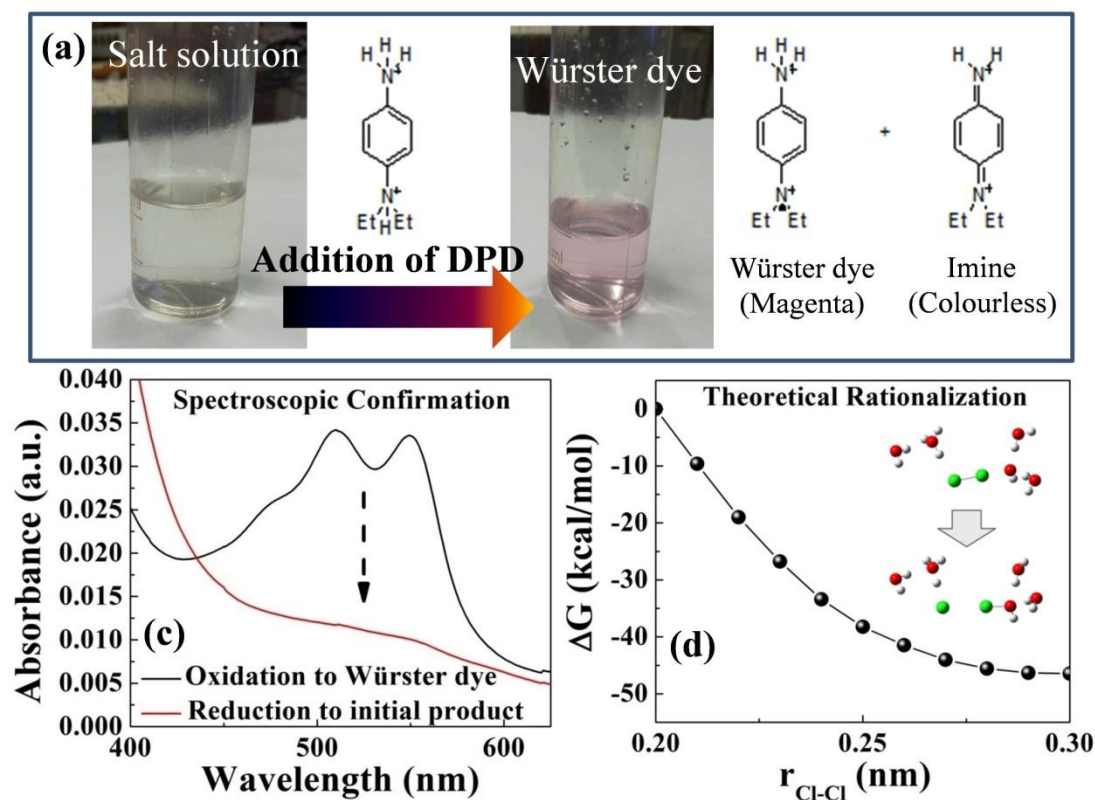 (a)
Salt solution
H
H
H
N+
N+
Et
H
Et
Addition of DPD
Würster dye
ml
H
H
H
N+
N+
Et
Et
Würster dye
(Magenta)
+
H
H
N+
N+
Et
Et
Imine
(Colourless)
Spectroscopic Confirmation
0.040
0.035
0.030
0.025
0.020
0.015
0.010
0.005
0.000
Absorbance (a.u.)
(c)
Oxidation to Würster dye
Reduction to initial product
400
500
600
Wavelength (nm)
Theoretical Rationalization
0
-10
-20
-30
-40
-50
ΔG (kcal/mol)
(d)
0.20
0.25
0.30
r Cl-Cl (nm)